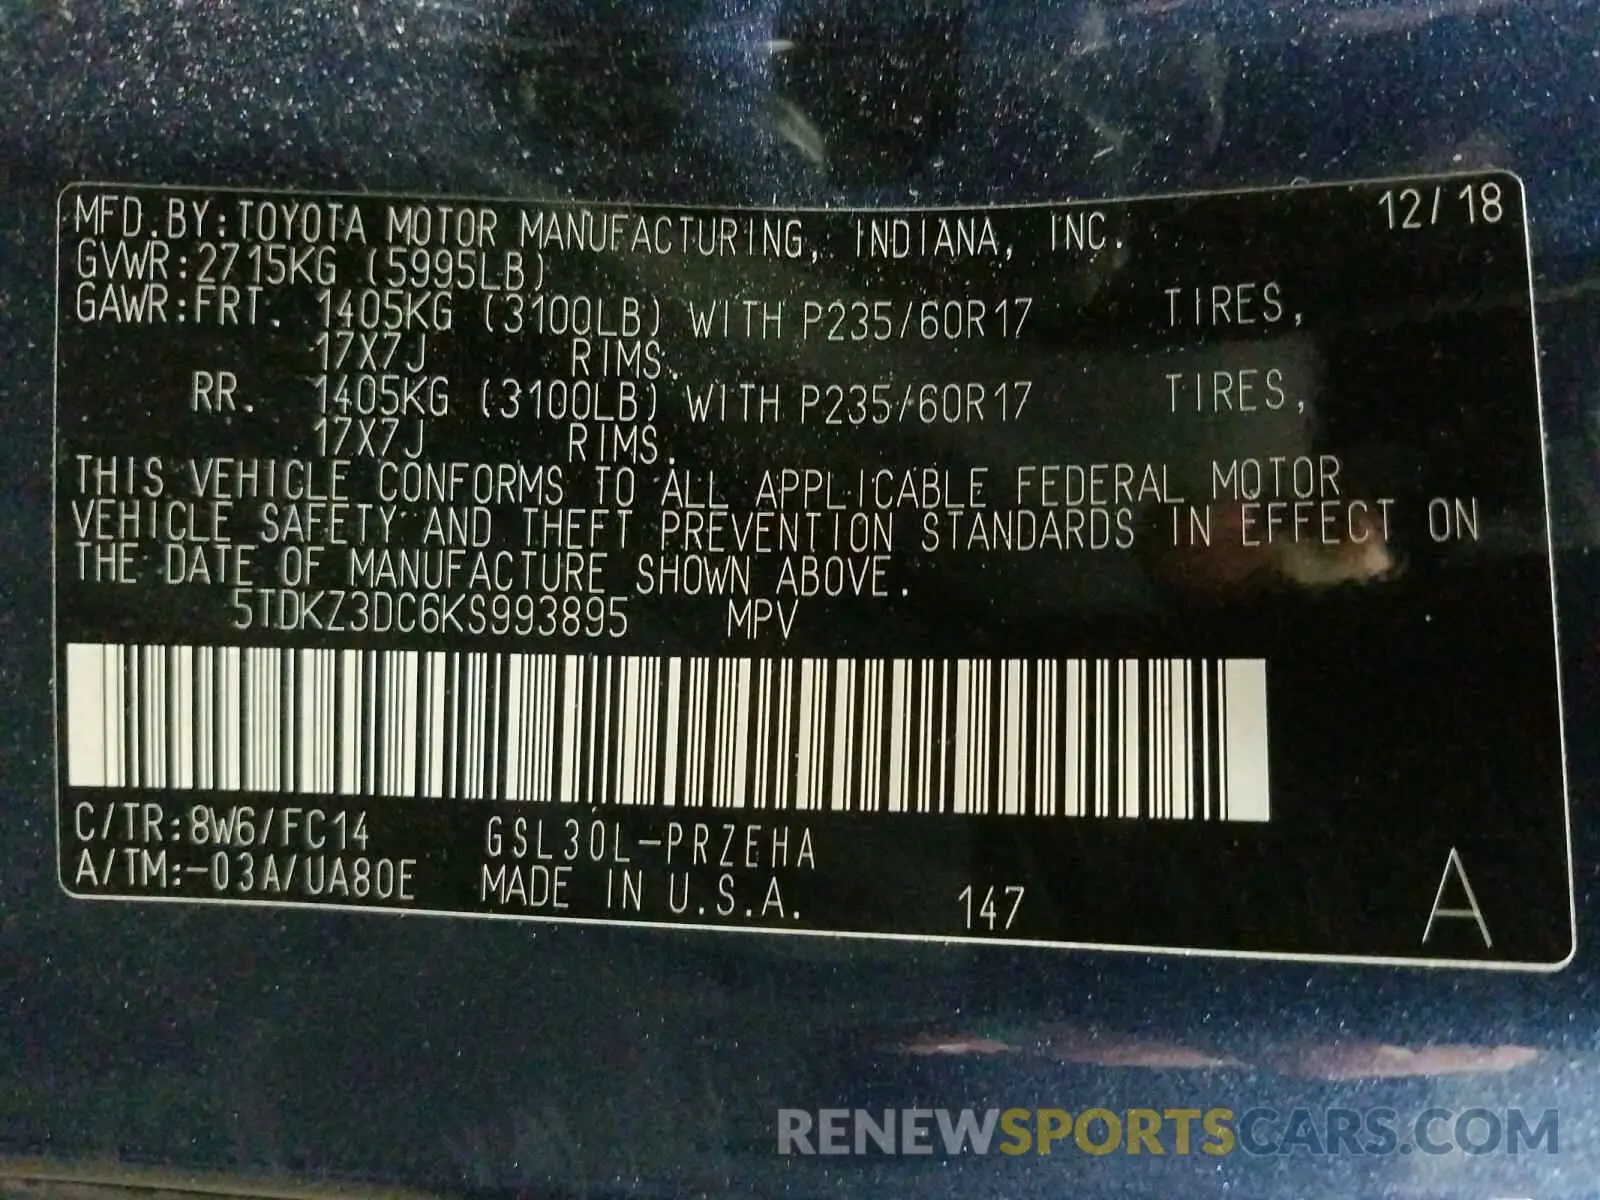 MFD.BY:TOYOTA MOTOR MANUFACTURING, INDIANA, INC. 12/18
GVWR:2715KG (5995LB)
GAWR:FRT. 1405KG (3100LB) WITH P235/60R17 TIRES,
17X7J RIMS.
RR. 1405KG (3100LB) WITH P235/60R17 TIRES,
17X7J RIMS.
THIS VEHICLE CONFORMS TO ALL APPLICABLE FEDERAL MOTOR
VEHICLE SAFETY AND THEFT PREVENTION STANDARDS IN EFFECT ON
THE DATE OF MANUFACTURE SHOWN ABOVE.
5TDKZ3DC6KS993895 MPV
C/TR:8W6/FC14 GSL30L-PRZEHA
A/TM:-03A/UA80E MADE IN U.S.A. 147 A
RENEWSPORTSCARS.COM